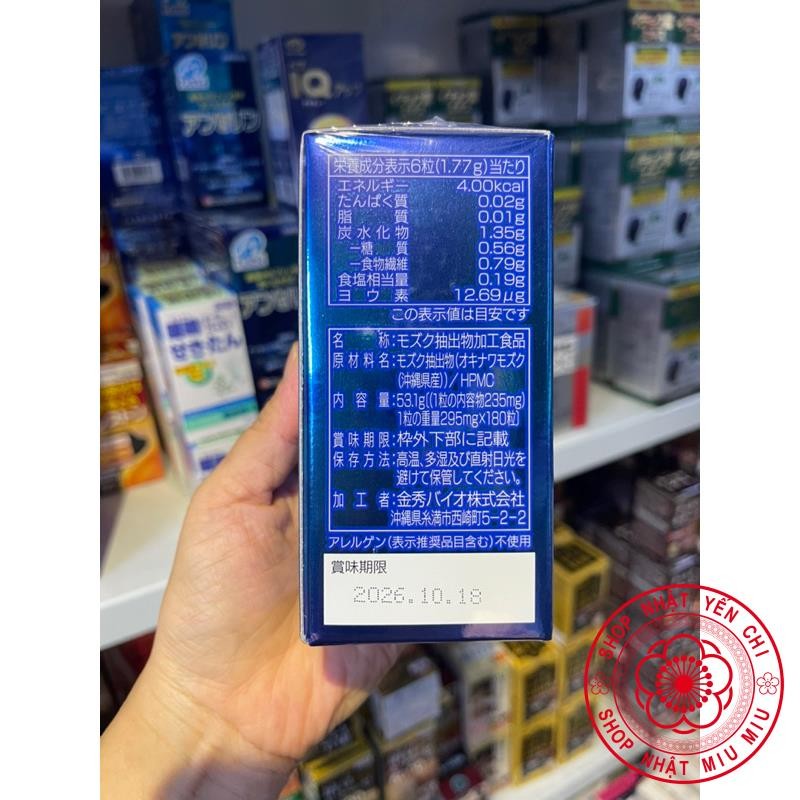 アンセリン
iQ
栄養成分表示6粒(1.77g)当たり
エネルギー 4.00kcal
たんぱく質 0.02g
脂質 0.01g
炭水化物 1.35g
ー糖質 0.56g
ー食物繊維 0.79g
食塩相当量 0.19g
ヨウ素 12.69μg
この表示値は目安です
名称:モズク抽出物加工食品
原材料名:モズク抽出物(オキナワモズク
(沖縄県産))/HPMC
内容量:53.1g((1粒の内容物235mg)
1粒の重量295mg×180粒)
賞味期限:枠外下部に記載
保存方法:高温、多湿及び直射日光を
避けて保管してください。
加工者:金秀バイオ株式会社
沖縄県糸満市西崎町5-2-2
アレルゲン(表示推奨品目含む)不使用
賞味期限
2026.10.18
せきたん
SHOP NHẬT YẾN CHI
SHOP NHẬT MIU MIU